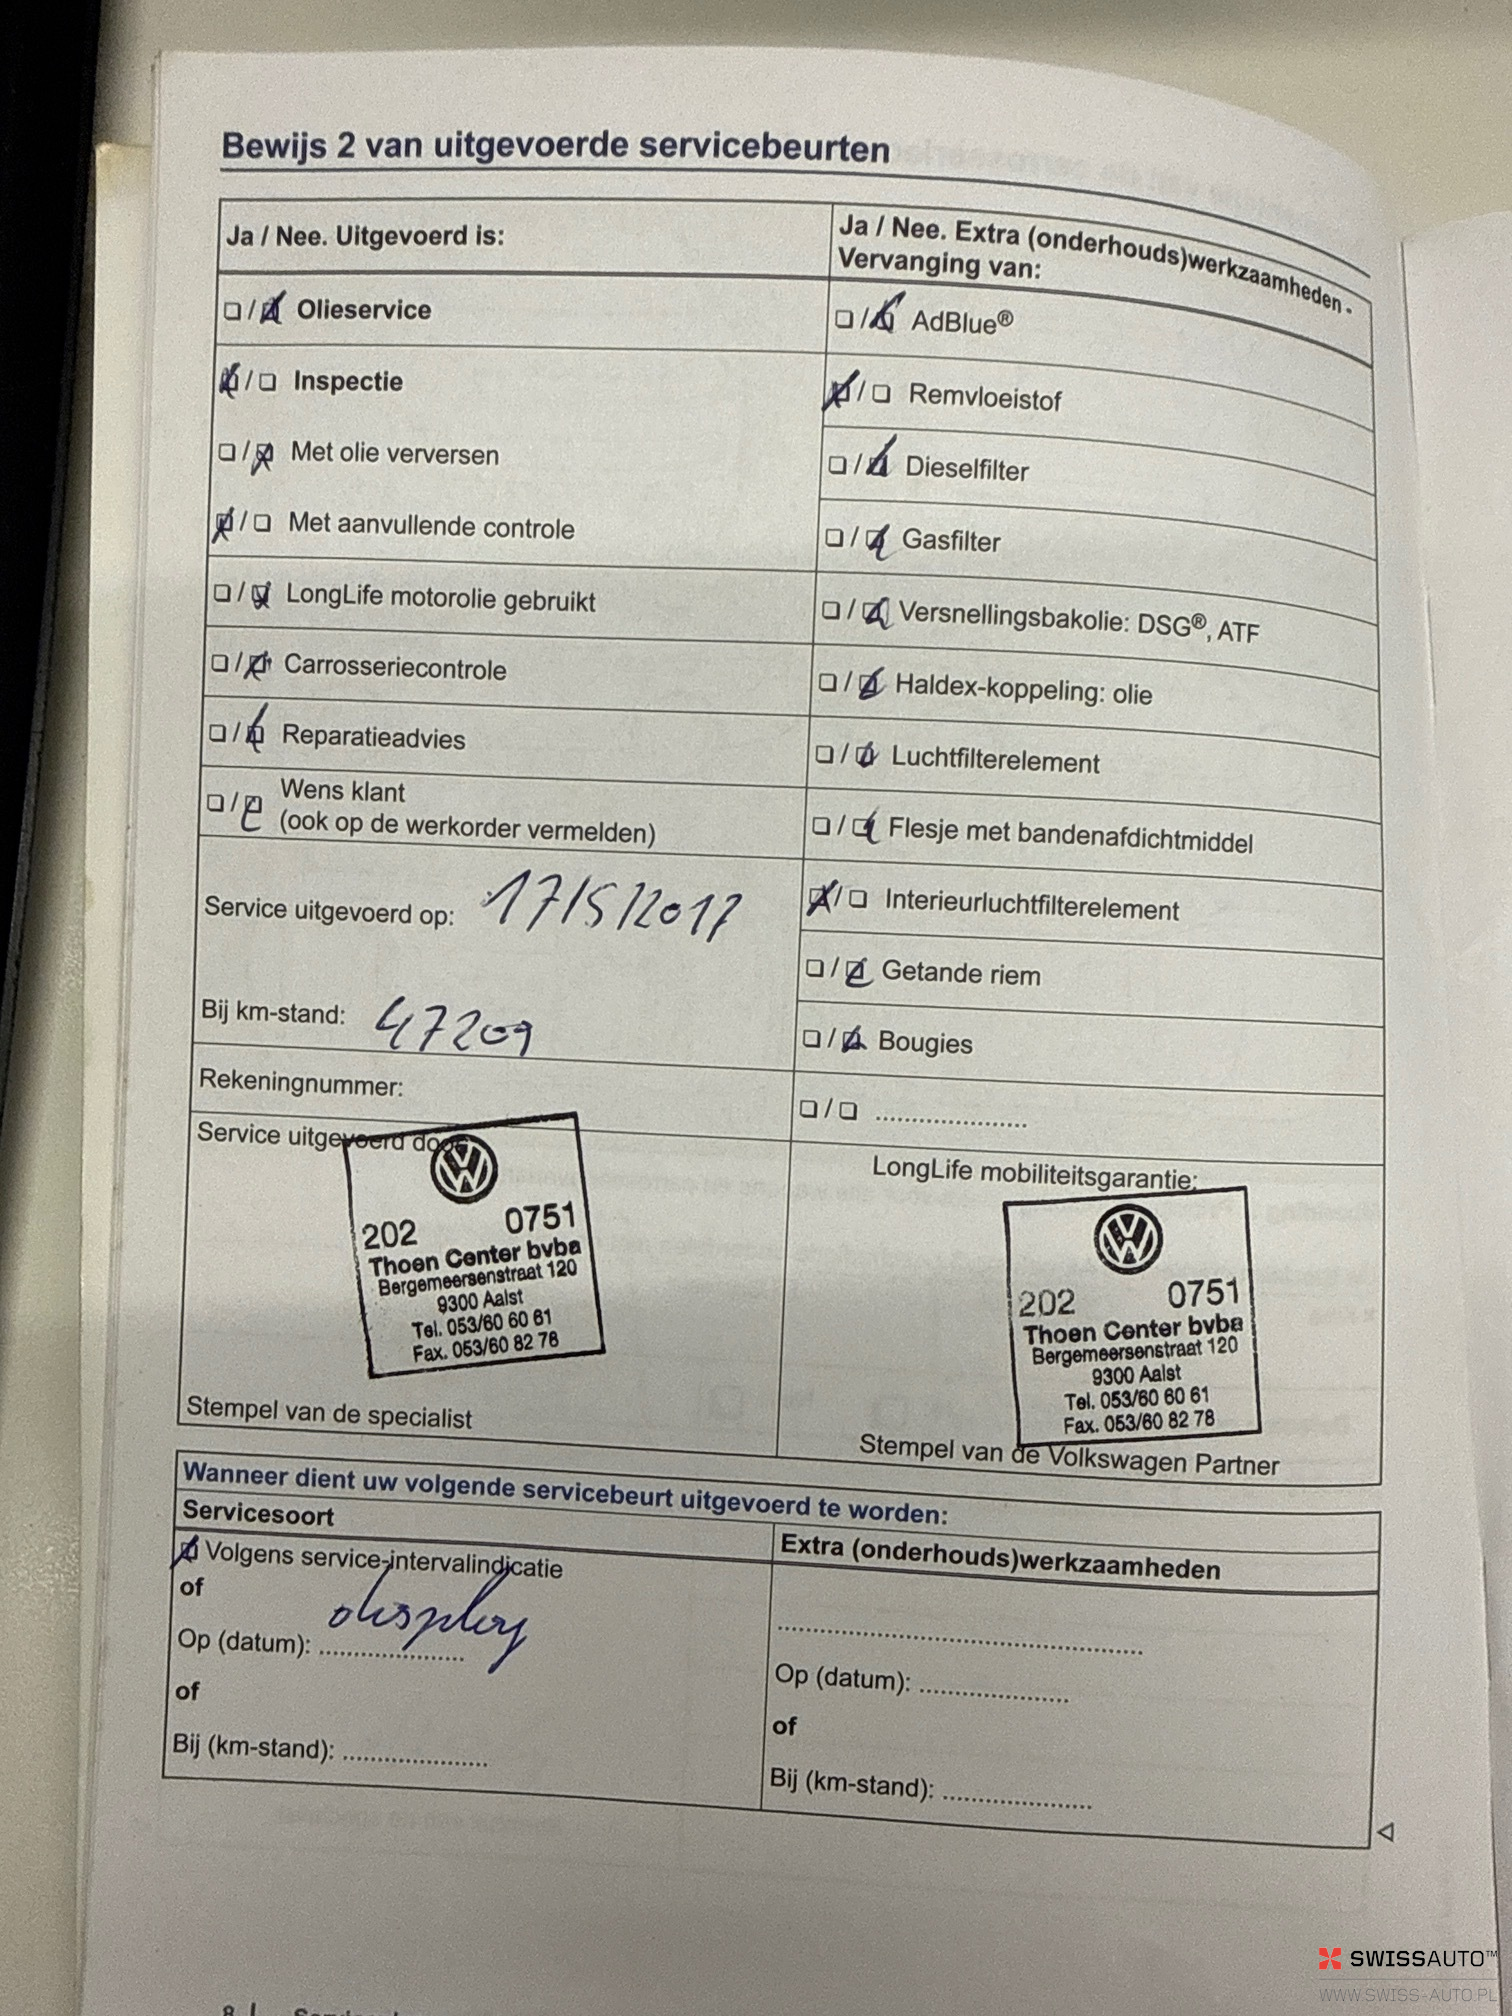 Bewijs 2 van uitgevoerde servicebeurten
Ja / Nee. Uitgevoerd is:
Olieservice
Inspectie
Met olie verversen
Met aanvullende controle
LongLife motorolie gebruikt
Carrosseriecontrole
Reparatieadvies
Wens klant
(ook op de werkorder vermelden)
Service uitgevoerd op: 17/5/2017
Bij km-stand: 47209
Rekeningnummer:
Service uitgevoerd door:
202 0751
Thoen Center bvba
Bergemeersenstraat 120
9300 Aalst
Tel. 053/60 60 61
Fax. 053/60 82 78
Stempel van de specialist
Ja / Nee. Extra (onderhouds)werkzaamheden -
Vervanging van:
AdBlue®
Remvloeistof
Dieselfilter
Gasfilter
Versnellingsbakolie: DSG®, ATF
Haldex-koppeling: olie
Luchtfilterelement
Flesje met bandenafdichtmiddel
Interieurluchtfilterelement
Getande riem
Bougies
/ ......................
LongLife mobiliteitsgarantie:
202 0751
Thoen Center bvba
Bergemeersenstraat 120
9300 Aalst
Tel. 053/60 60 61
Fax. 053/60 82 78
Stempel van de Volkswagen Partner
Wanneer dient uw volgende servicebeurt uitgevoerd te worden:
Servicesoort
Volgens service-intervalindicatie
of
display
Op (datum): .....................
of
Bij (km-stand): .....................
Extra (onderhouds)werkzaamheden
.....................................................
Op (datum): ......................
of
Bij (km-stand): ......................
SWISSAUTO™
WWW.SWISS-AUTO.PL